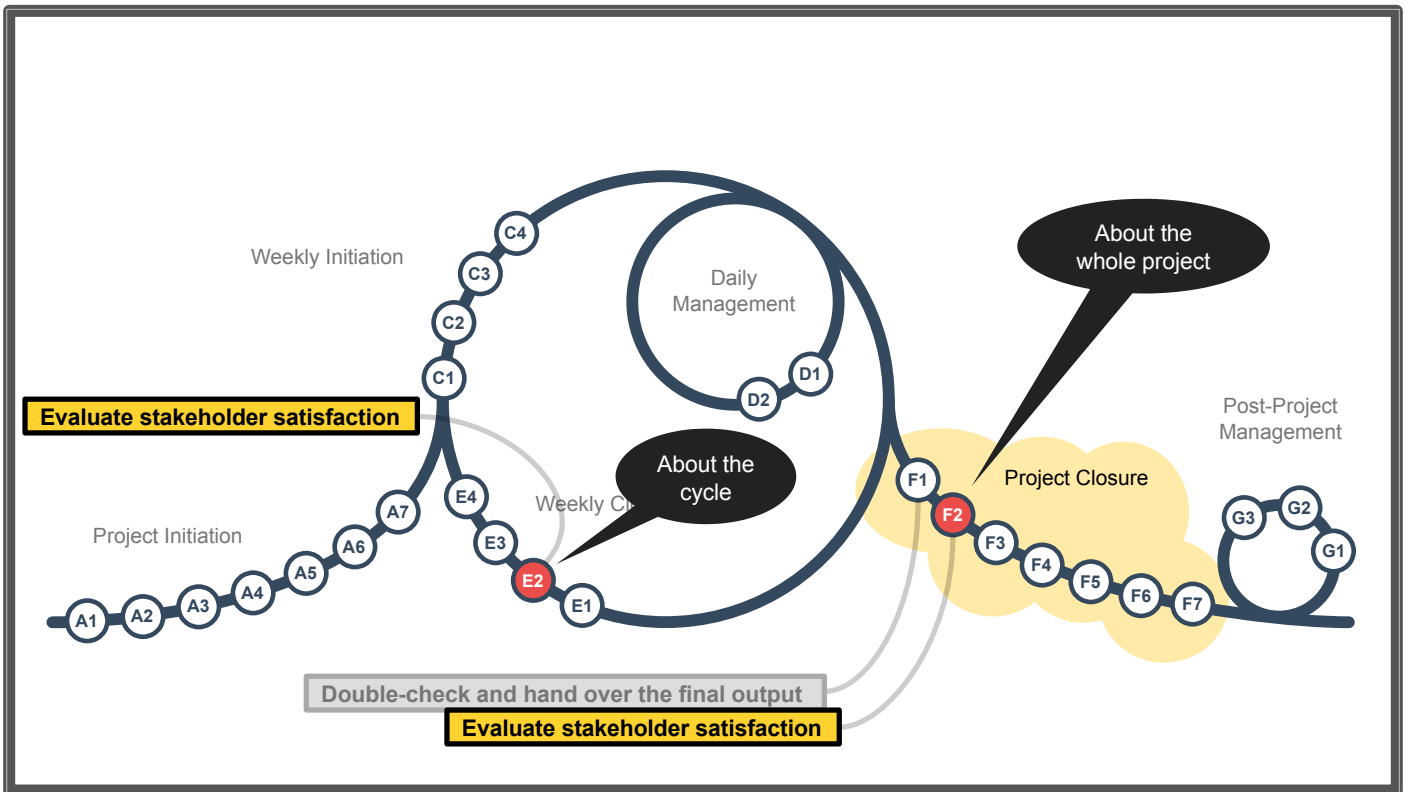 About the
whole project
Weekly Initiation
C4
C3
C2
C1
Daily
Management
D1
D2
Evaluate stakeholder satisfaction
Post-Project
Management
About the
cycle
Weekly Cl
Project Closure
Project Initiation
A1
A2
A3
A4
A5
A6
A7
E4
E3
E2
E1
F1
F2
F3
F4
F5
F6
F7
G3
G2
G1
Double-check and hand over the final output
Evaluate stakeholder satisfaction